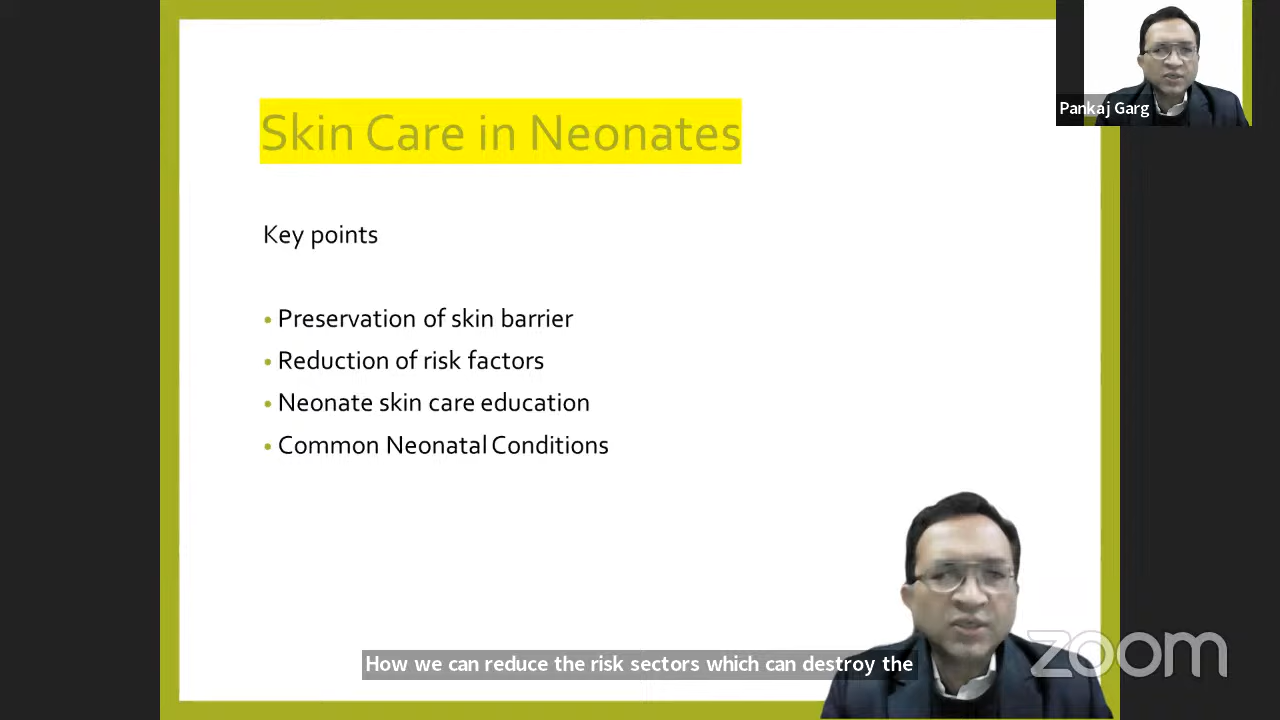 Skin Care in Neonates
Pankaj Garg
Key points
• Preservation of skin barrier
• Reduction of risk factors
• Neonate skin care education
• Common Neonatal Conditions
How we can reduce the risk sectors which can destroy the
zoom